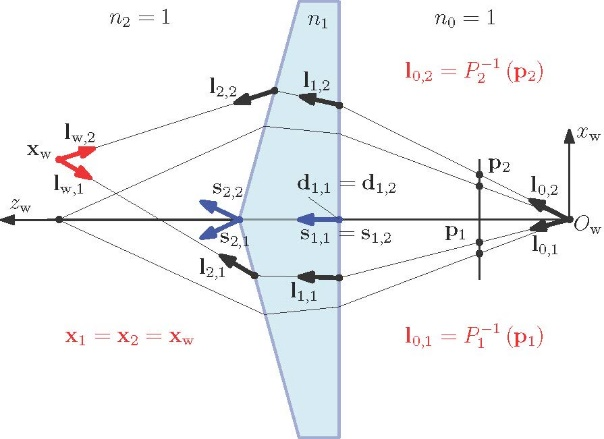 n₂ = 1 n₁ n₀ = 1
l₂,₂ l₁,₂ l₀,₂ = P₂⁻¹ (p₂)
l_w,₂ x_w
x_w p₂
l_w,₁ s₂,₂ d₁,₁ = d₁,₂ l₀,₂
z_w O_w
s₂,₁ s₁,₁ = s₁,₂ p₁ l₀,₁
l₂,₁ l₁,₁
x₁ = x₂ = x_w l₀,₁ = P₁⁻¹ (p₁)